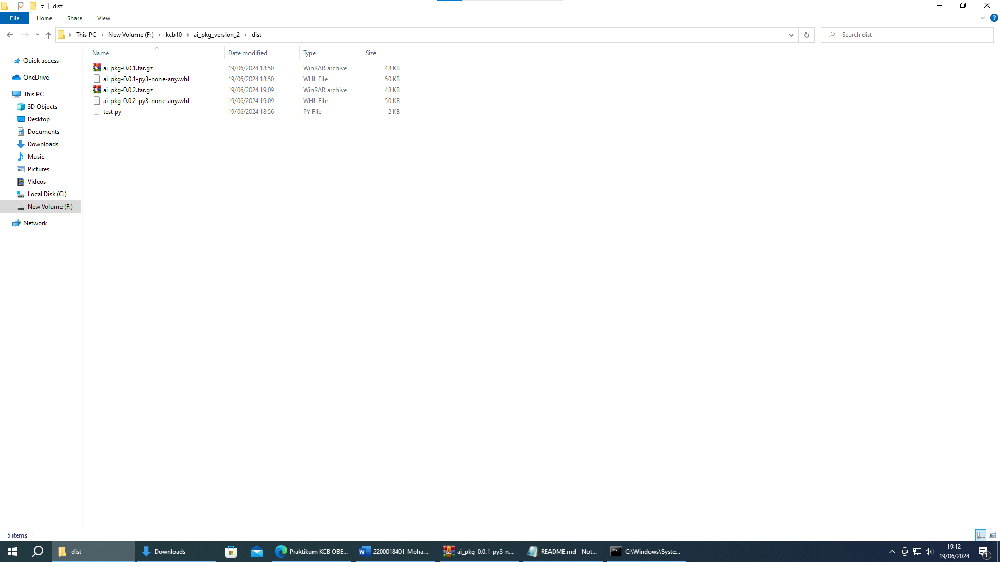 dist
File Home Share View
This PC New Volume (F:) kcb10 ai_pkg_version_2 dist
Search dist
Name Date modified Type Size
ai_pkg-0.0.1.tar.gz 19/06/2024 18:50 WinRAR archive 48 KB
ai_pkg-0.0.1-py3-none-any.whl 19/06/2024 18:50 WHL File 50 KB
ai_pkg-0.0.2.tar.gz 19/06/2024 19:09 WinRAR archive 48 KB
ai_pkg-0.0.2-py3-none-any.whl 19/06/2024 19:09 WHL File 50 KB
test.py 19/06/2024 18:56 PY File 2 KB
Quick access
OneDrive
This PC
3D Objects
Desktop
Documents
Downloads
Music
Pictures
Videos
Local Disk (C:)
New Volume (F:)
Network
5 items
dist
Downloads
Praktikum KCB OBE...
2200018401-Moha...
ai_pkg-0.0.1-py3-n...
README.md - Not...
C:\Windows\Syste...
19:12
19/06/2024
1